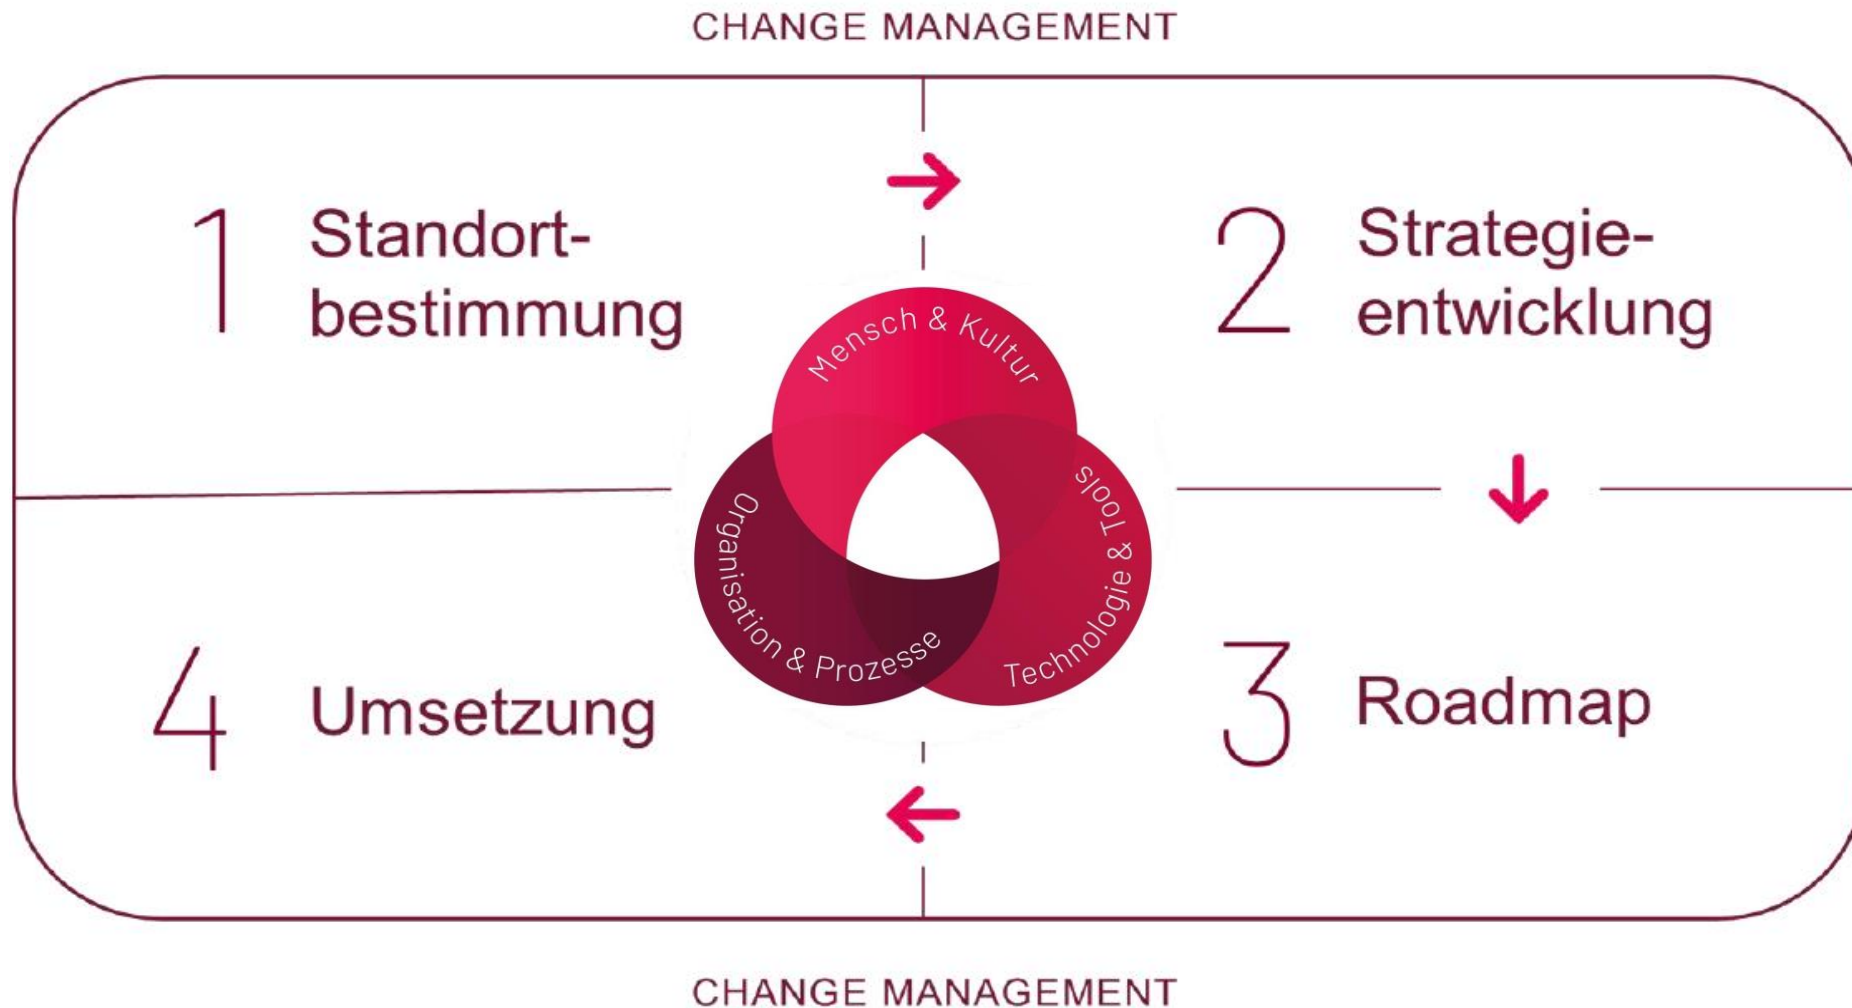 CHANGE MANAGEMENT
1
Standort-
bestimmung
2
Strategie-
entwicklung
Mensch & Kultur
Organisation & Prozesse
Technologie & Tools
4
Umsetzung
3
Roadmap
CHANGE MANAGEMENT